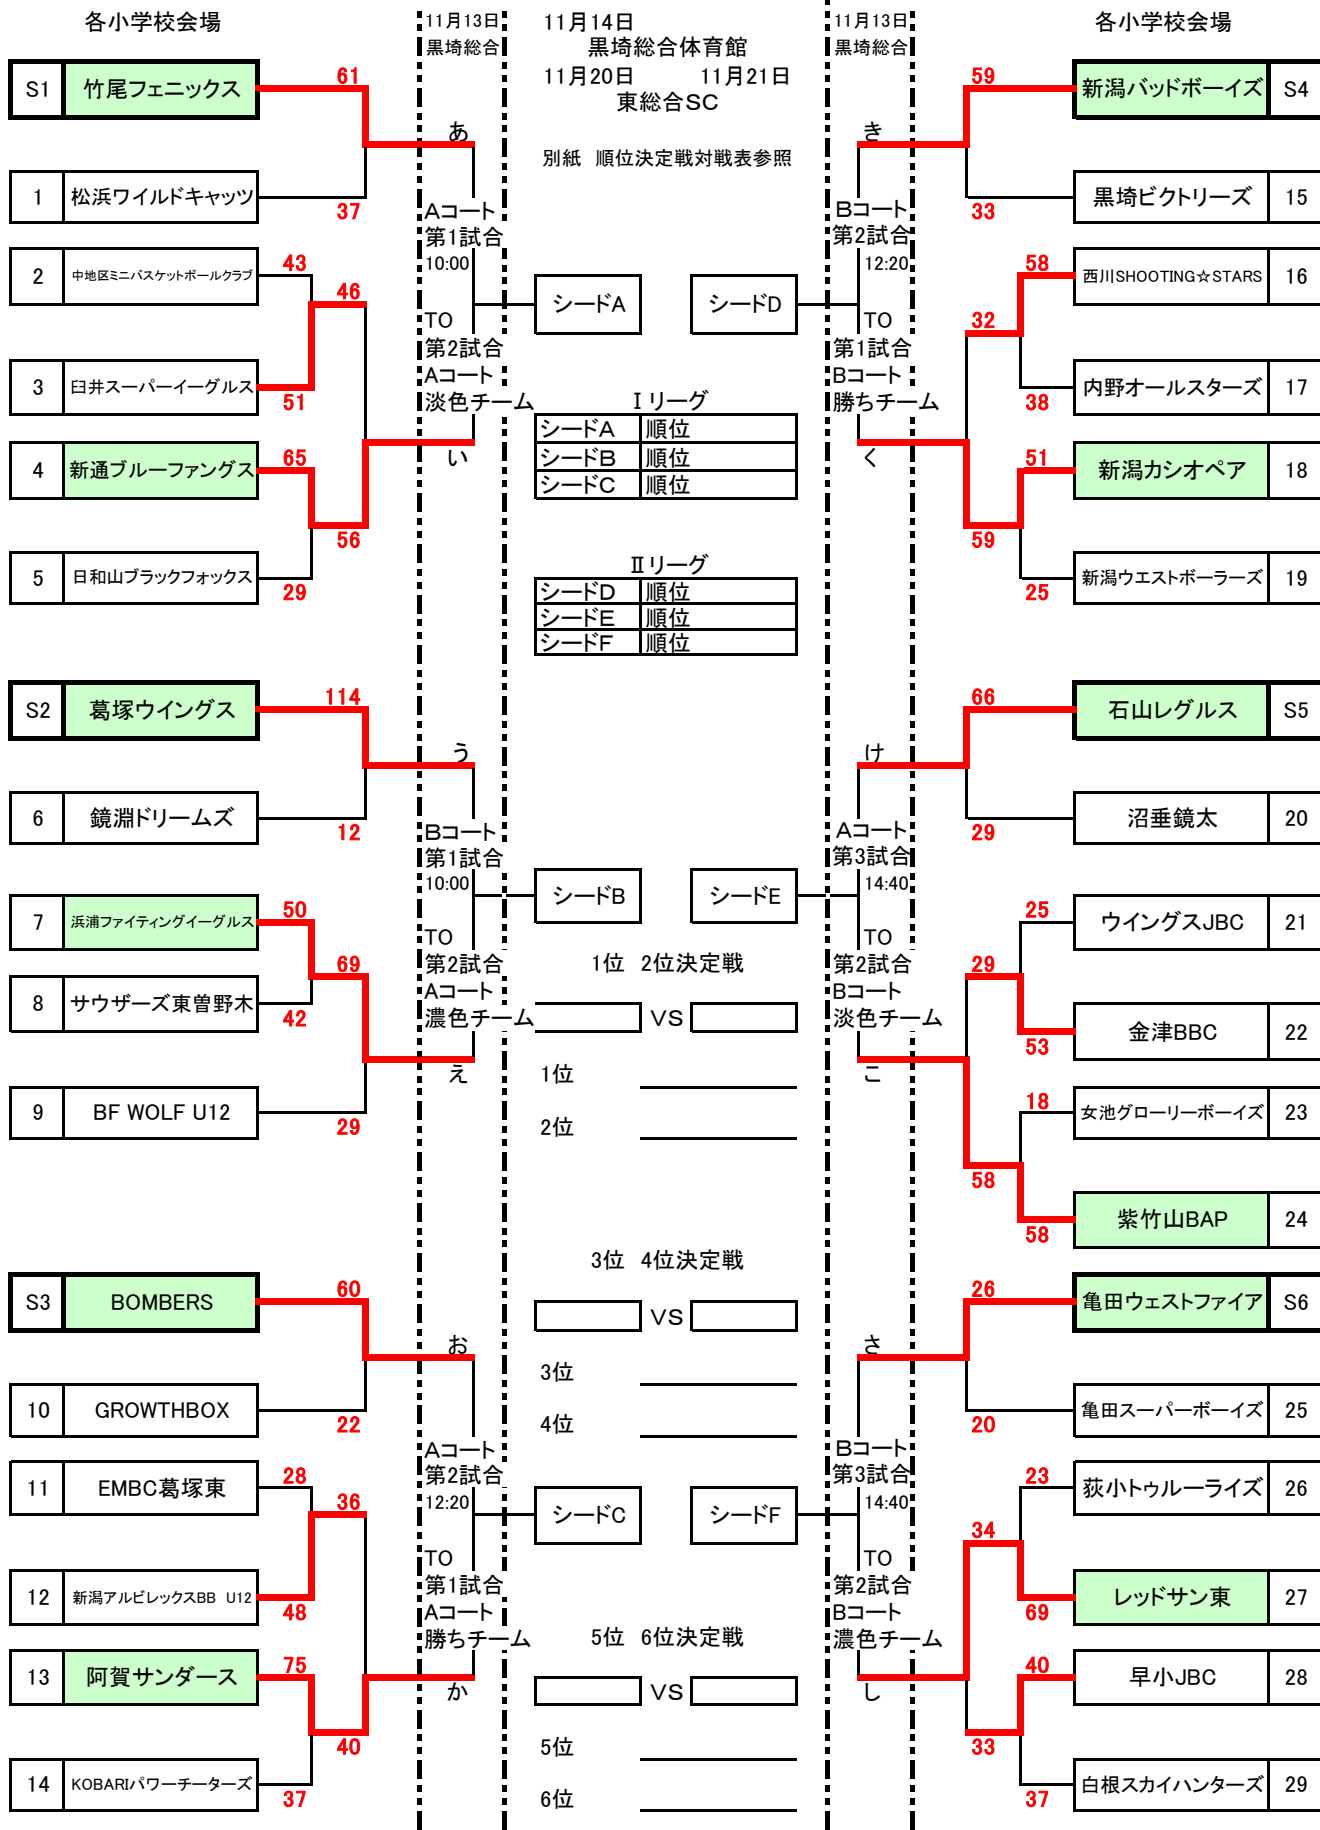 各小学校会場
11月13日
黒埼総合
11月14日
黒埼総合体育館
11月20日 11月21日
東総合SC
別紙 順位決定戦対戦表参照
11月13日
黒埼総合
各小学校会場
S1 竹尾フェニックス 61
1 松浜ワイルドキャッツ 37
2 中地区ミニバスケットボールクラブ 43
46
3 臼井スーパーイーグルス 51
4 新通ブルーファングス 65
56
5 日和山ブラックフォックス 29
あ
Aコート
第1試合
10:00
TO
第2試合
Aコート
淡色チーム
い
シードA
S2 葛塚ウイングス 114
6 鏡淵ドリームズ 12
7 浜浦ファイティングイーグルス 50
69
8 サウザーズ東曽野木 42
9 BF WOLF U12 29
う
Bコート
第1試合
10:00
TO
第2試合
Aコート
濃色チーム
え
シードB
S3 BOMBERS 60
10 GROWTHBOX 22
11 EMBC葛塚東 28
36
12 新潟アルビレックスBB U12 48
13 阿賀サンダース 75
40
14 KOBARIパワーチーターズ 37
お
Aコート
第2試合
12:20
TO
第1試合
Aコート
勝ちチーム
か
シードC
Ⅰリーグ
シードA 順位
シードB 順位
シードC 順位
Ⅱリーグ
シードD 順位
シードE 順位
シードF 順位
1位 2位決定戦
VS
1位
2位
3位 4位決定戦
VS
3位
4位
5位 6位決定戦
VS
5位
6位
シードD
き
Bコート
第2試合
12:20
TO
第1試合
Bコート
勝ちチーム
く
59 新潟バッドボーイズ S4
33 黒埼ビクトリーズ 15
58 西川SHOOTING☆STARS 16
32
38 内野オールスターズ 17
51 新潟カシオペア 18
59
25 新潟ウエストボーラーズ 19
シードE
け
Aコート
第3試合
14:40
TO
第2試合
Bコート
淡色チーム
こ
66 石山レグルス S5
29 沼垂鏡太 20
25 ウイングスJBC 21
29
53 金津BBC 22
18 女池グローリーボーイズ 23
58
58 紫竹山BAP 24
シードF
さ
Bコート
第3試合
14:40
TO
第2試合
Bコート
濃色チーム
し
26 亀田ウェストファイア S6
20 亀田スーパーボーイズ 25
23 荻小トゥルーライズ 26
34
69 レッドサン東 27
40 早小JBC 28
33
37 白根スカイハンターズ 29